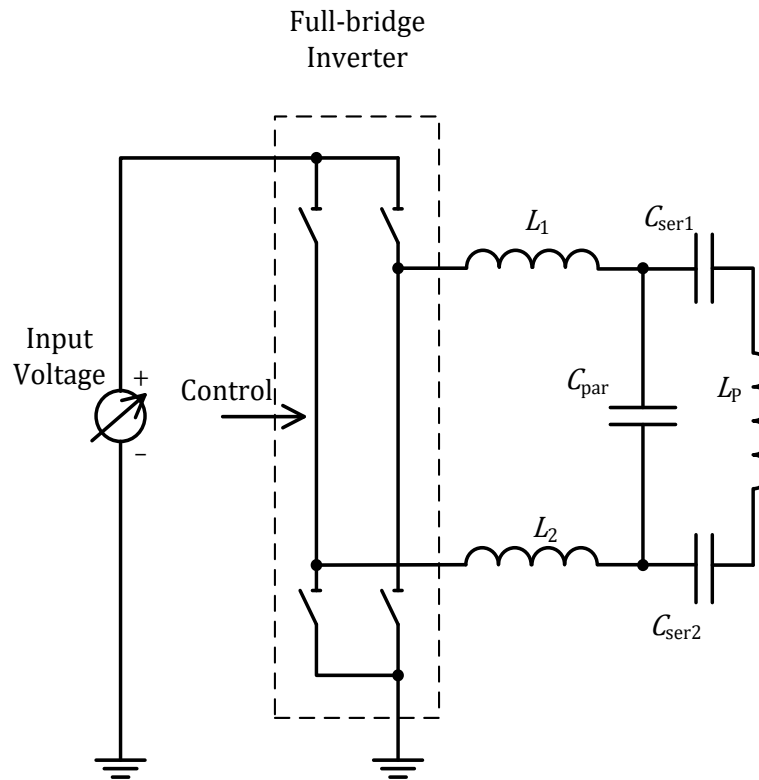 Full-bridge
Inverter
L1
Cser1
Input
Voltage
+
−
Control
Cpar
LP
L2
Cser2